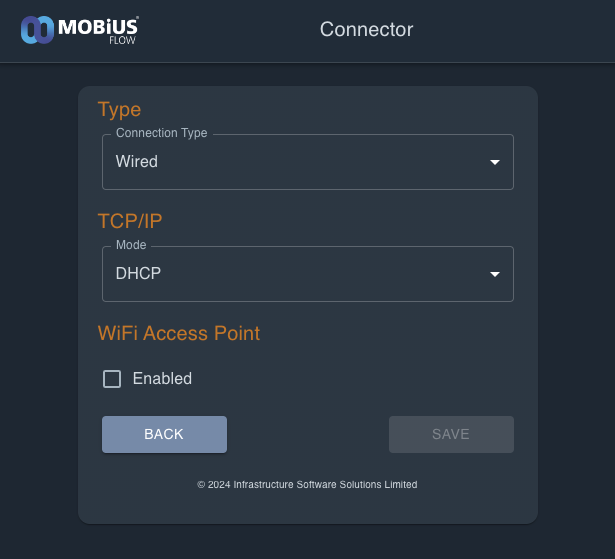 MOBiUS
FLOW
Connector
Type
Connection Type
Wired
TCP/IP
Mode
DHCP
WiFi Access Point
Enabled
BACK
SAVE
© 2024 Infrastructure Software Solutions Limited